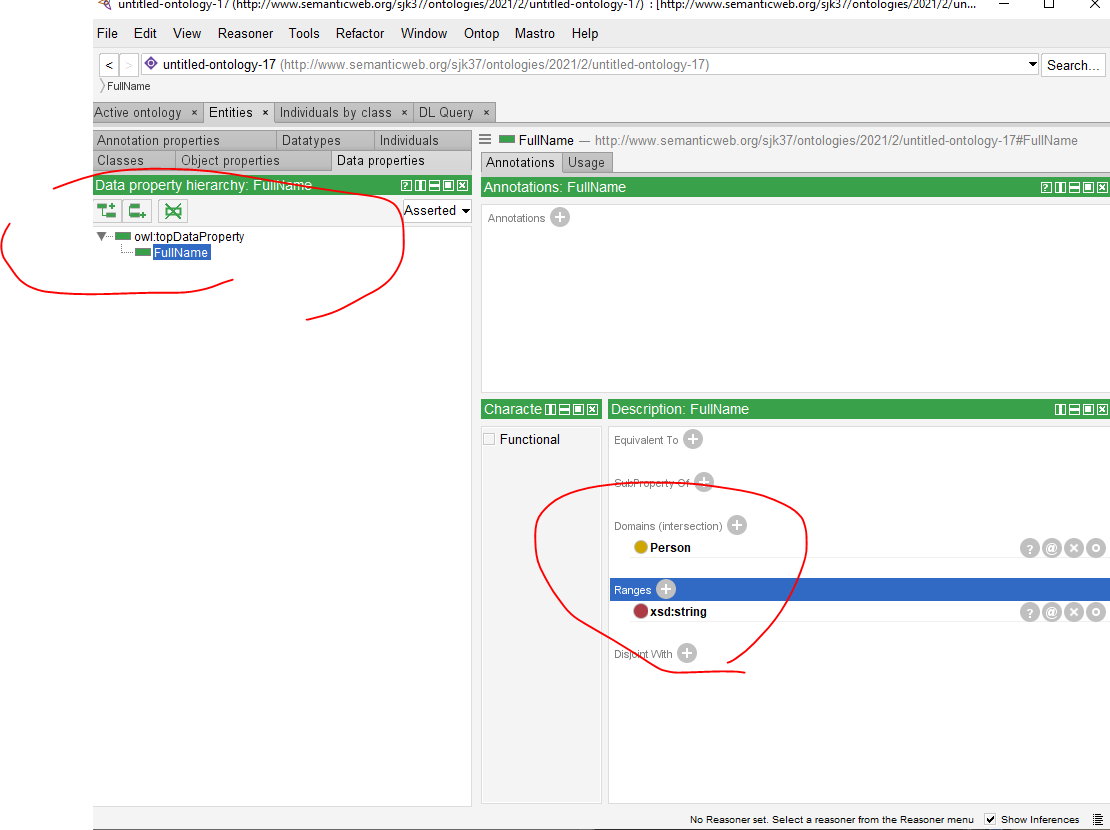 untitled-ontology-17 (http://www.semanticweb.org/sjk37/ontologies/2021/2/untitled-ontology-17) : [http://www.semanticweb.org/sjk37/ontologies/2021/2/un...
File Edit View Reasoner Tools Refactor Window Ontop Mastro Help
< > untitled-ontology-17 (http://www.semanticweb.org/sjk37/ontologies/2021/2/untitled-ontology-17) Search...
FullName
Active ontology × Entities × Individuals by class × DL Query ×
Annotation properties Datatypes Individuals
Classes Object properties Data properties
FullName — http://www.semanticweb.org/sjk37/ontologies/2021/2/untitled-ontology-17#FullName
Annotations Usage
Data property hierarchy: FullName
Asserted
owl:topDataProperty
FullName
Annotations: FullName
Annotations
Characte
Functional
Description: FullName
Equivalent To
SubProperty Of
Domains (intersection)
Person
Ranges
xsd:string
Disjoint With
No Reasoner set. Select a reasoner from the Reasoner menu Show Inferences